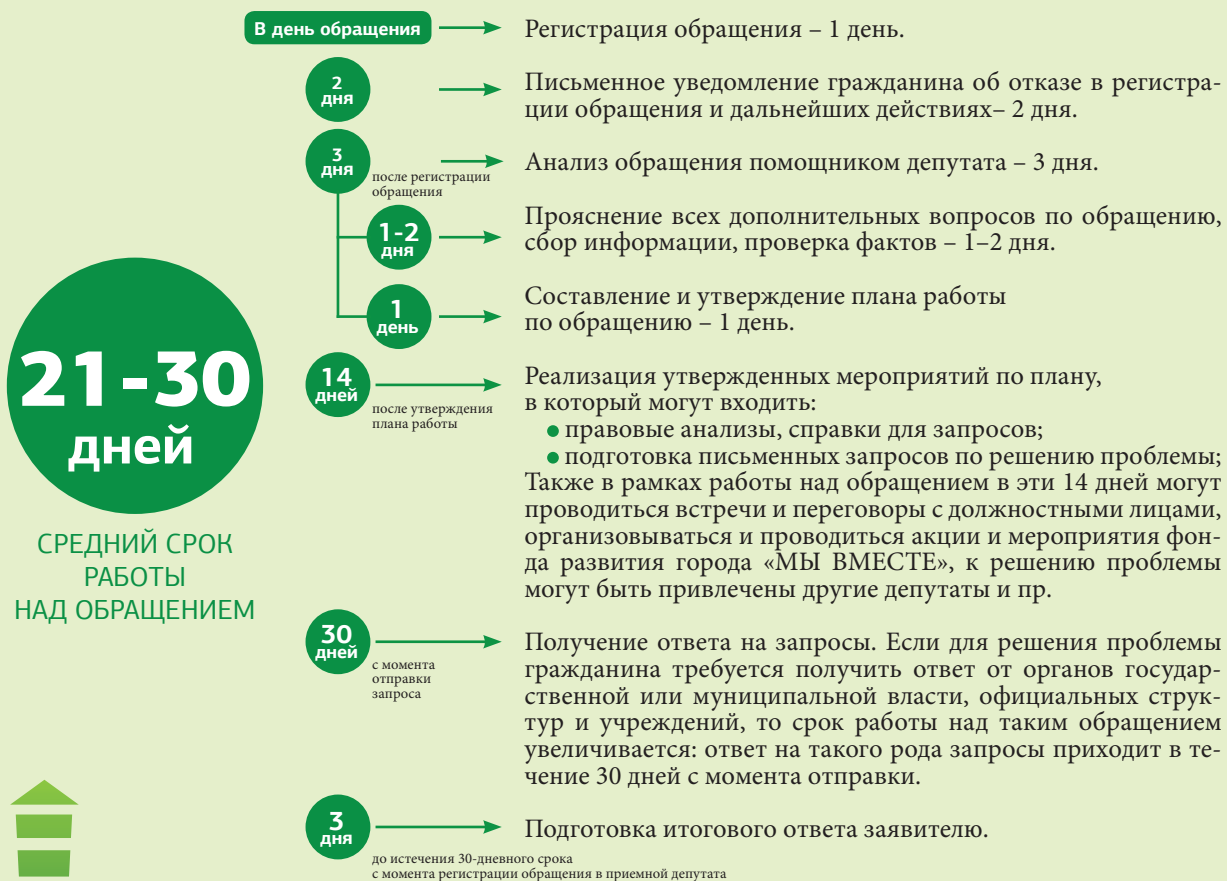 В день обращения
Регистрация обращения – 1 день.
2
дня
Письменное уведомление гражданина об отказе в регистра-
ции обращения и дальнейших действиях– 2 дня.
3
дня
после регистрации
обращения
Анализ обращения помощником депутата – 3 дня.
1-2
дня
Прояснение всех дополнительных вопросов по обращению,
сбор информации, проверка фактов – 1–2 дня.
1
день
Составление и утверждение плана работы
по обращению – 1 день.
21-30
дней
СРЕДНИЙ СРОК
РАБОТЫ
НАД ОБРАЩЕНИЕМ
14
дней
после утверждения
плана работы
Реализация утвержденных мероприятий по плану,
в который могут входить:
● правовые анализы, справки для запросов;
● подготовка письменных запросов по решению проблемы;
Также в рамках работы над обращением в эти 14 дней могут
проводиться встречи и переговоры с должностными лицами,
организовываться и проводиться акции и мероприятия фон-
да развития города «МЫ ВМЕСТЕ», к решению проблемы
могут быть привлечены другие депутаты и пр.
30
дней
с момента
отправки
запроса
Получение ответа на запросы. Если для решения проблемы
гражданина требуется получить ответ от органов государ-
ственной или муниципальной власти, официальных струк-
тур и учреждений, то срок работы над таким обращением
увеличивается: ответ на такого рода запросы приходит в те-
чение 30 дней с момента отправки.
3
дня
до истечения 30-дневного срока
с момента регистрации обращения в приемной депутата
Подготовка итогового ответа заявителю.